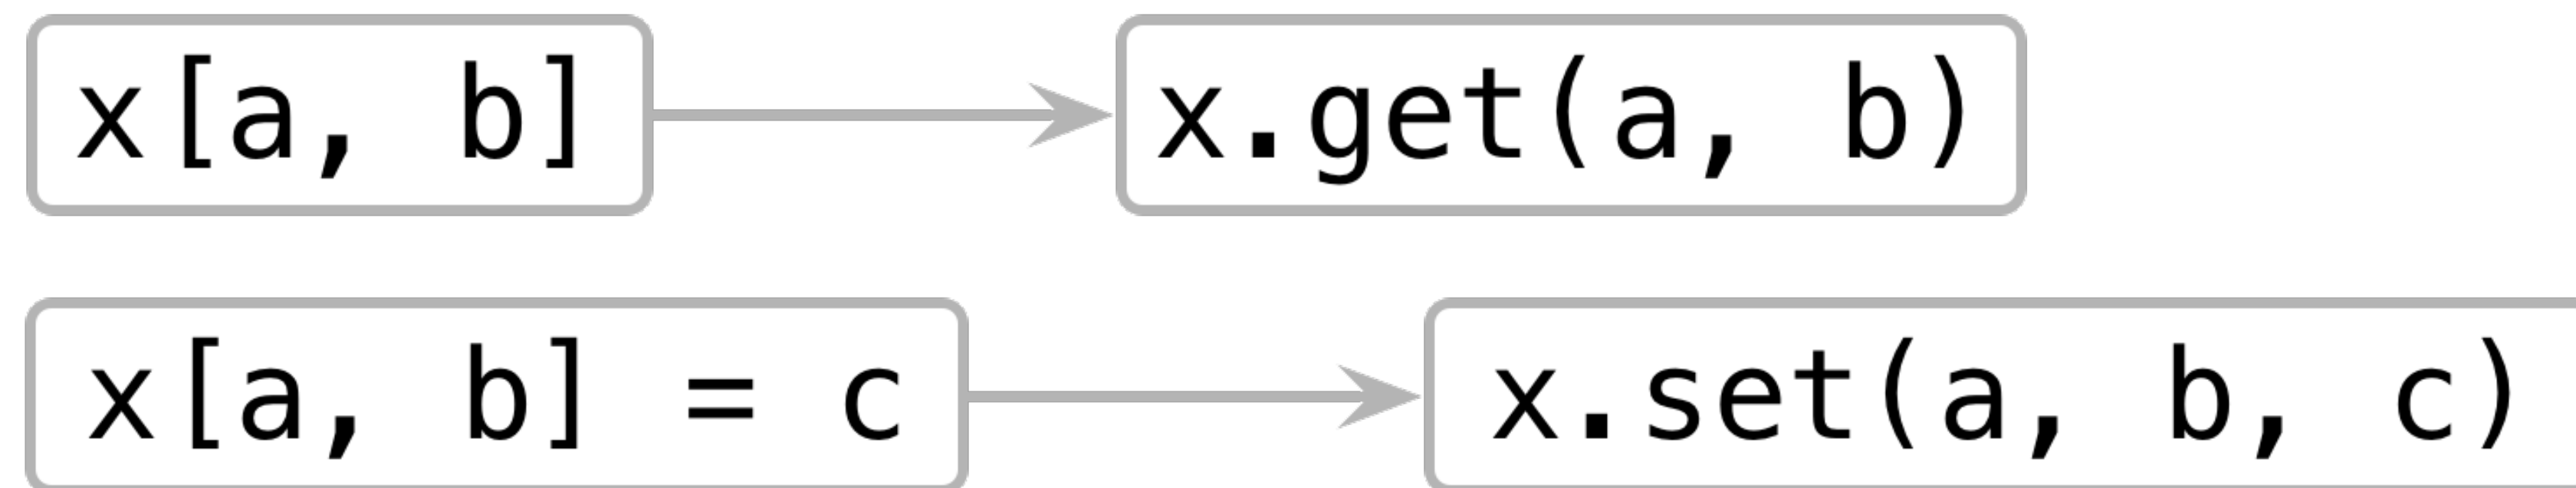 x[a, b]
x.get(a, b)
x[a, b] = c
x.set(a, b, c)